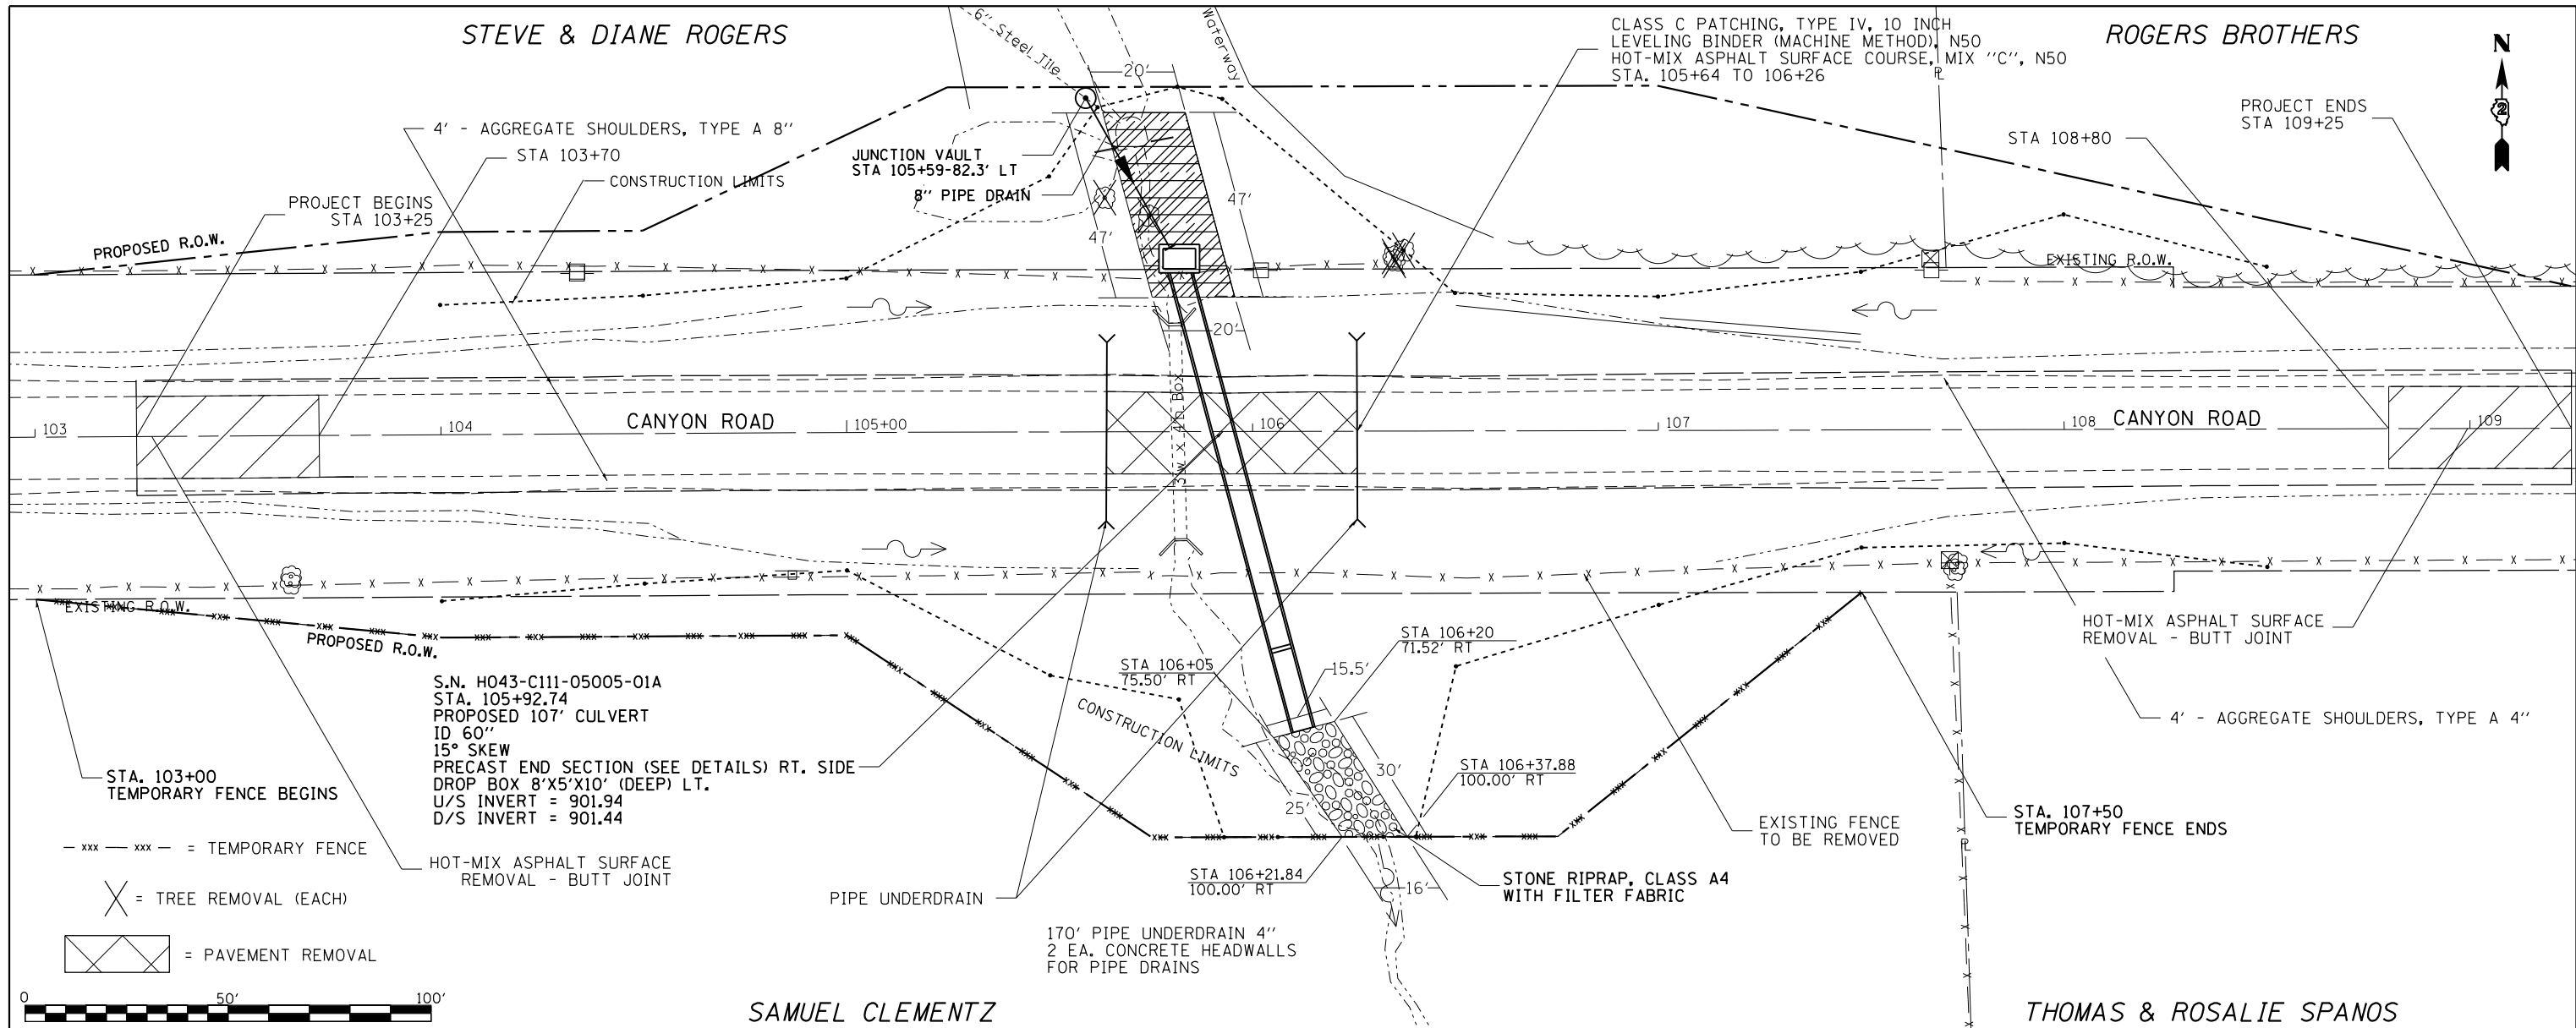 STEVE & DIANE ROGERS
6" Steel Tile
Waterway
20'
CLASS C PATCHING, TYPE IV, 10 INCH
LEVELING BINDER (MACHINE METHOD), N50
HOT-MIX ASPHALT SURFACE COURSE, MIX "C", N50
STA. 105+64 TO 106+26
ROGERS BROTHERS
N
2
PL
PROJECT ENDS
STA 109+25
STA 108+80
4' - AGGREGATE SHOULDERS, TYPE A 8"
STA 103+70
CONSTRUCTION LIMITS
JUNCTION VAULT
STA 105+59-82.3' LT
8" PIPE DRAIN
PROJECT BEGINS
STA 103+25
PROPOSED R.O.W.
47'
47'
EXISTING R.O.W.
20'
3'w x 4'h Box
103
104
CANYON ROAD
105+00
106
107
108
CANYON ROAD
109
EXISTING R.O.W.
PROPOSED R.O.W.
S.N. H043-C111-05005-01A
STA. 105+92.74
PROPOSED 107' CULVERT
ID 60"
15° SKEW
PRECAST END SECTION (SEE DETAILS) RT. SIDE
DROP BOX 8'X5'X10' (DEEP) LT.
U/S INVERT = 901.94
D/S INVERT = 901.44
STA 106+05
75.50' RT
STA 106+20
71.52' RT
15.5'
CONSTRUCTION LIMITS
30'
25'
STA 106+37.88
100.00' RT
HOT-MIX ASPHALT SURFACE
REMOVAL - BUTT JOINT
4' - AGGREGATE SHOULDERS, TYPE A 4"
STA. 103+00
TEMPORARY FENCE BEGINS
STA. 107+50
TEMPORARY FENCE ENDS
EXISTING FENCE
TO BE REMOVED
PL
- xxx - xxx - = TEMPORARY FENCE
HOT-MIX ASPHALT SURFACE
REMOVAL - BUTT JOINT
= TREE REMOVAL (EACH)
PIPE UNDERDRAIN
STA 106+21.84
100.00' RT
16'
STONE RIPRAP, CLASS A4
WITH FILTER FABRIC
170' PIPE UNDERDRAIN 4"
2 EA. CONCRETE HEADWALLS
FOR PIPE DRAINS
= PAVEMENT REMOVAL
0 50' 100'
SAMUEL CLEMENTZ
THOMAS & ROSALIE SPANOS